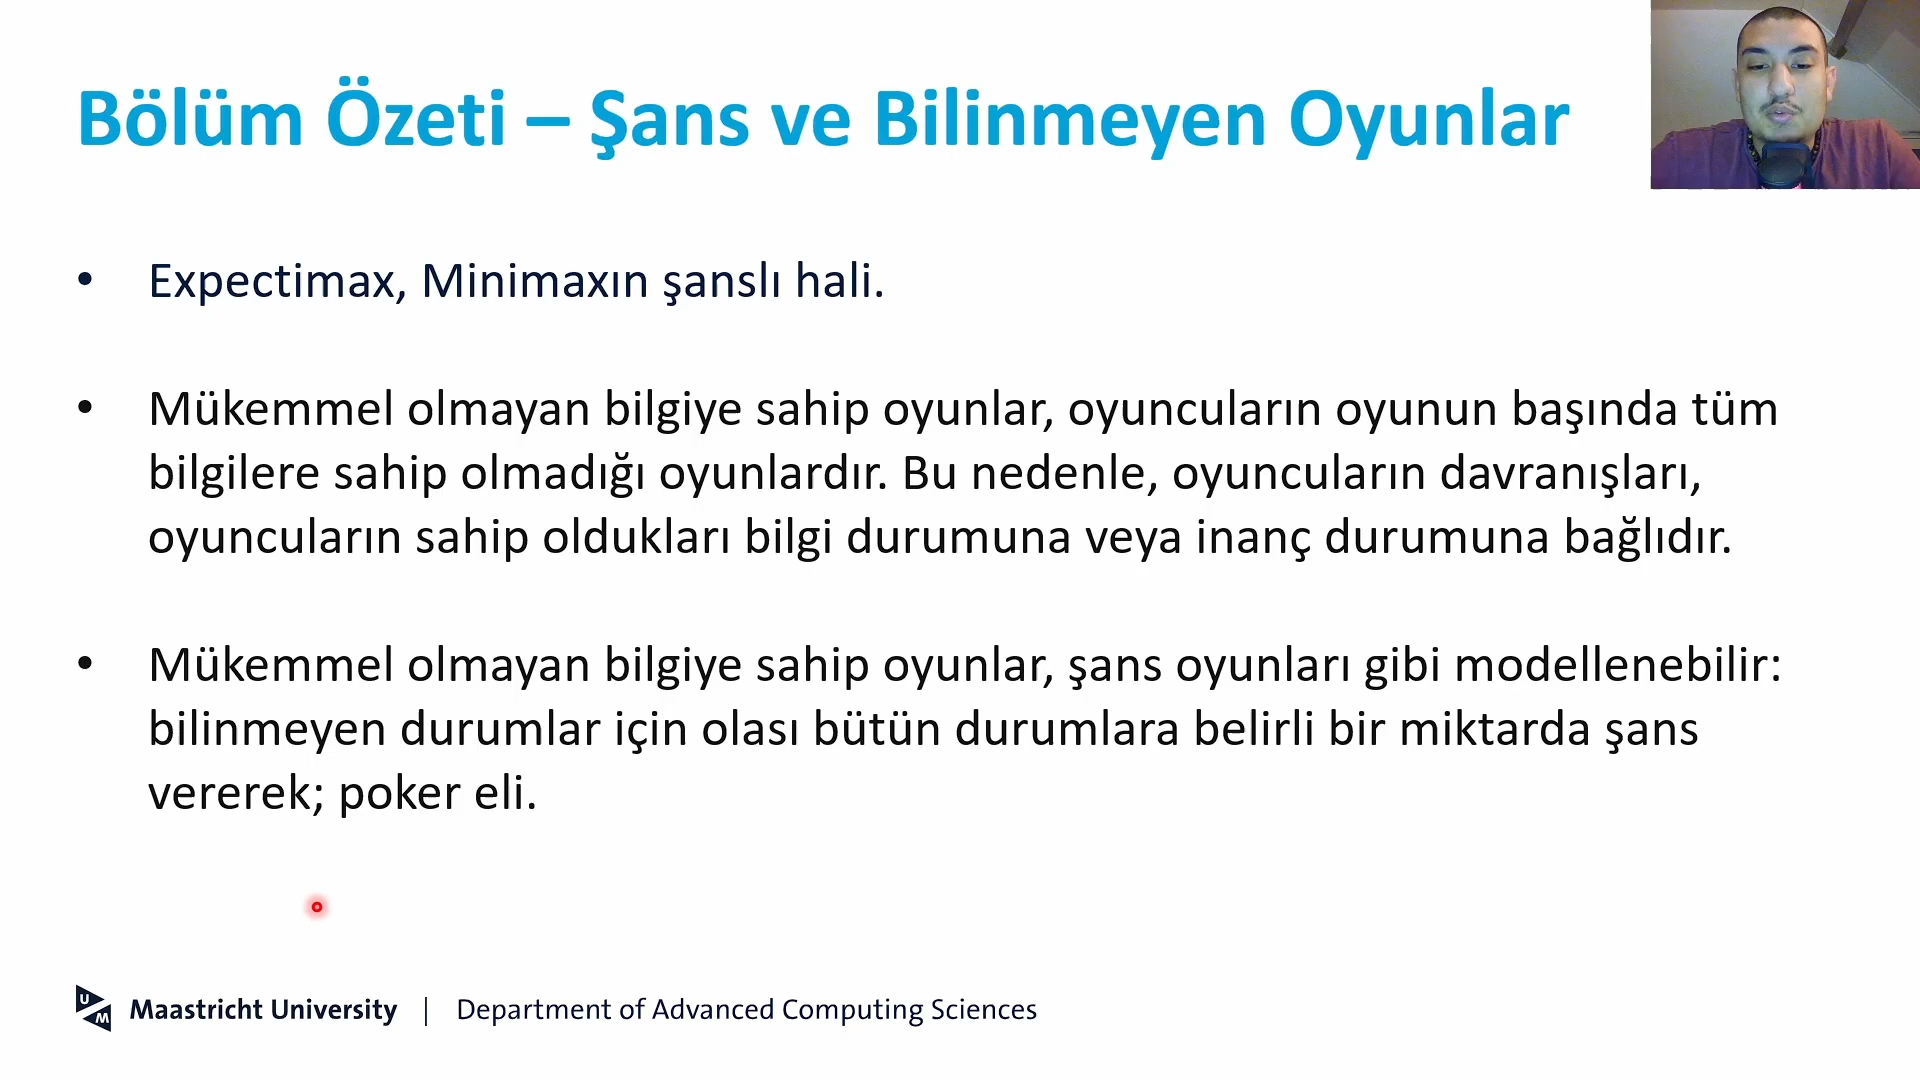 Bölüm Özeti – Şans ve Bilinmeyen Oyunlar
• Expectimax, Minimaxın şanslı hali.
• Mükemmel olmayan bilgiye sahip oyunlar, oyuncuların oyunun başında tüm
bilgilere sahip olmadığı oyunlardır. Bu nedenle, oyuncuların davranışları,
oyuncuların sahip oldukları bilgi durumuna veya inanç durumuna bağlıdır.
• Mükemmel olmayan bilgiye sahip oyunlar, şans oyunları gibi modellenebilir:
bilinmeyen durumlar için olası bütün durumlara belirli bir miktarda şans
vererek; poker eli.
UM Maastricht University | Department of Advanced Computing Sciences